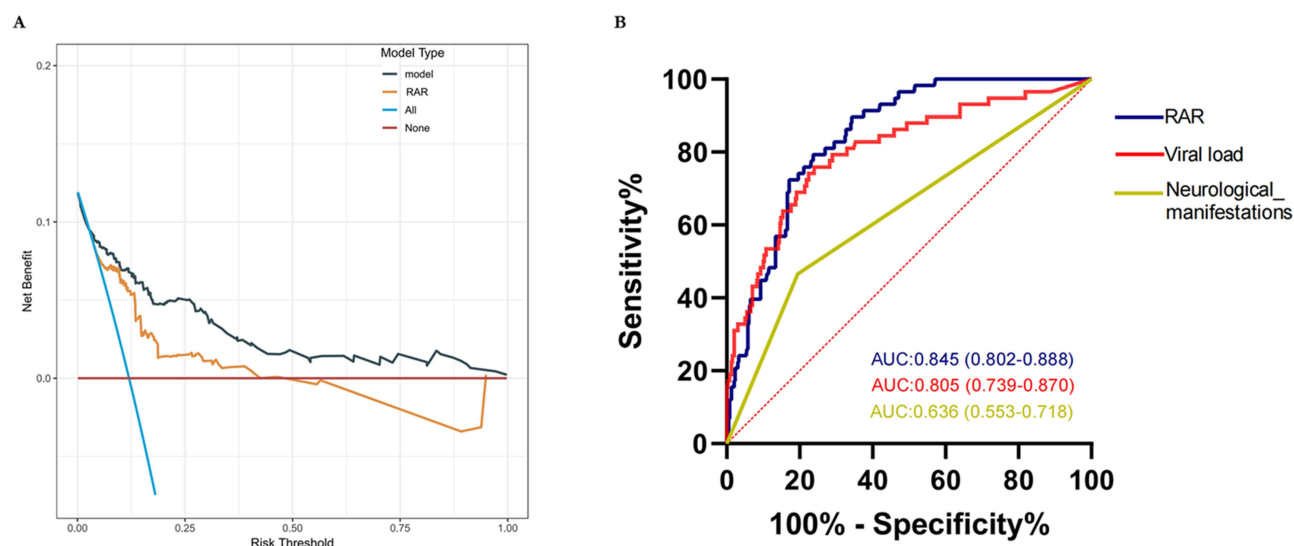 A
Model Type
model
RAR
All
None
0.2
0.1
0.0
Net Benefit
0.00
0.25
0.50
0.75
1.00
Risk Threshold
B
100
80
60
40
20
0
Sensitivity%
AUC:0.845 (0.802-0.888)
AUC:0.805 (0.739-0.870)
AUC:0.636 (0.553-0.718)
0
20
40
60
80
100
100% - Specificity%
RAR
Viral load
Neurological_
manifestations